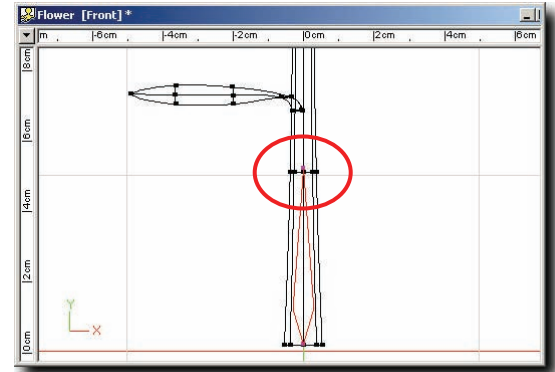 Flower [Front] *
m |-6cm |-4cm |-2cm |0cm |2cm |4cm |6cm
|8cm
|6cm
|4cm
|2cm
|0cm
Y
X